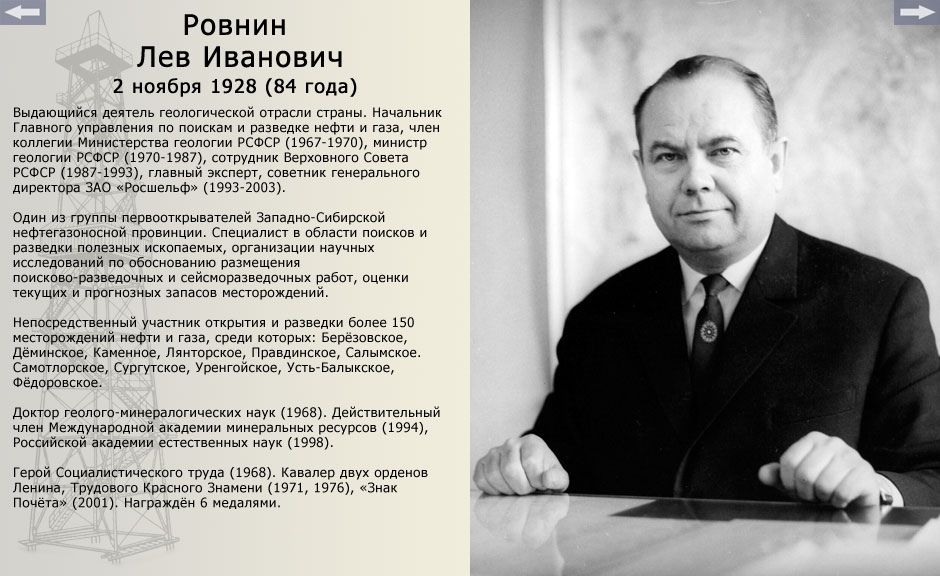 Ровнин
Лев Иванович
2 ноября 1928 (84 года)
Выдающийся деятель геологической отрасли страны. Начальник
Главного управления по поискам и разведке нефти и газа, член
коллегии Министерства геологии РСФСР (1967-1970), министр
геологии РСФСР (1970-1987), сотрудник Верховного Совета
РСФСР (1987-1993), главный эксперт, советник генерального
директора ЗАО «Росшельф» (1993-2003).
Один из группы первооткрывателей Западно-Сибирской
нефтегазоносной провинции. Специалист в области поисков и
разведки полезных ископаемых, организации научных
исследований по обоснованию размещения
поисково-разведочных и сейсморазведочных работ, оценки
текущих и прогнозных запасов месторождений.
Непосредственный участник открытия и разведки более 150
месторождений нефти и газа, среди которых: Берёзовское,
Дёминское, Каменное, Лянторское, Правдинское, Салымское.
Самотлорское, Сургутское, Уренгойское, Усть-Балыкское,
Фёдоровское.
Доктор геолого-минералогических наук (1968). Действительный
член Международной академии минеральных ресурсов (1994),
Российской академии естественных наук (1998).
Герой Социалистического труда (1968). Кавалер двух орденов
Ленина, Трудового Красного Знамени (1971, 1976), «Знак
Почёта» (2001). Награждён 6 медалями.